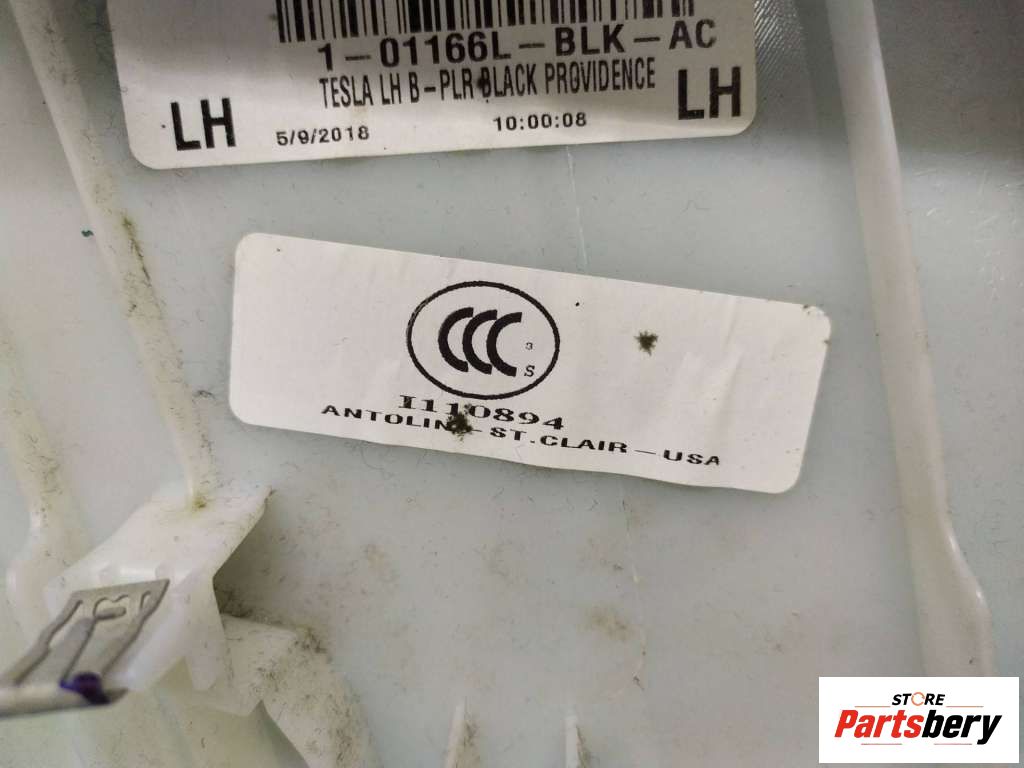 1-01166L-BLK-AC
TESLA LH B-PLR BLACK PROVIDENCE
LH 5/9/2018 10:00:08 LH
CCC 3
S
I110894
ANTOLIN-ST.CLAIR-USA
STORE
Partsbery